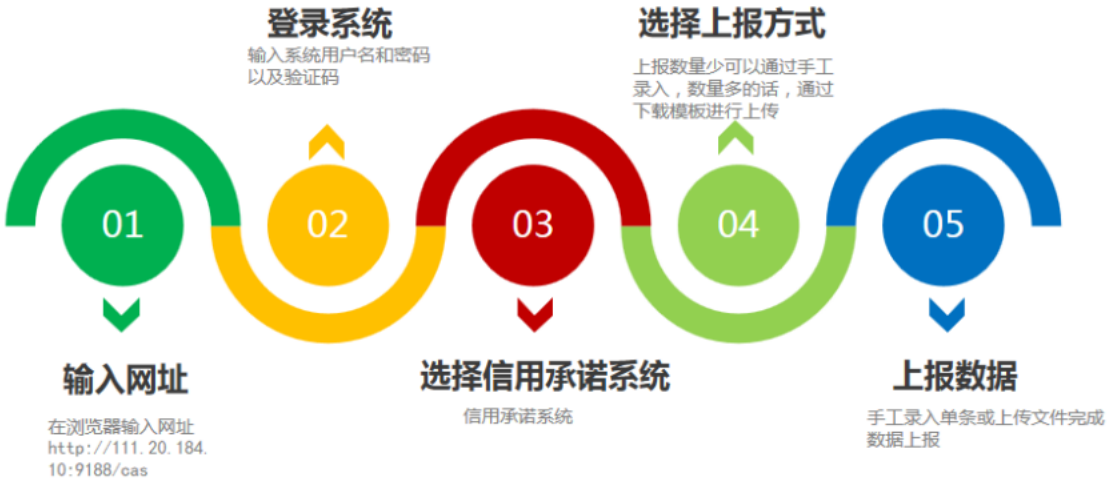 01
输入网址
在浏览器输入网址
http://111.20.184.
10:9188/cas
登录系统
输入系统用户名和密码
以及验证码
02
03
选择信用承诺系统
信用承诺系统
选择上报方式
上报数量少可以通过手工
录入，数量多的话，通过
下载模板进行上传
04
05
上报数据
手工录入单条或上传文件完成
数据上报